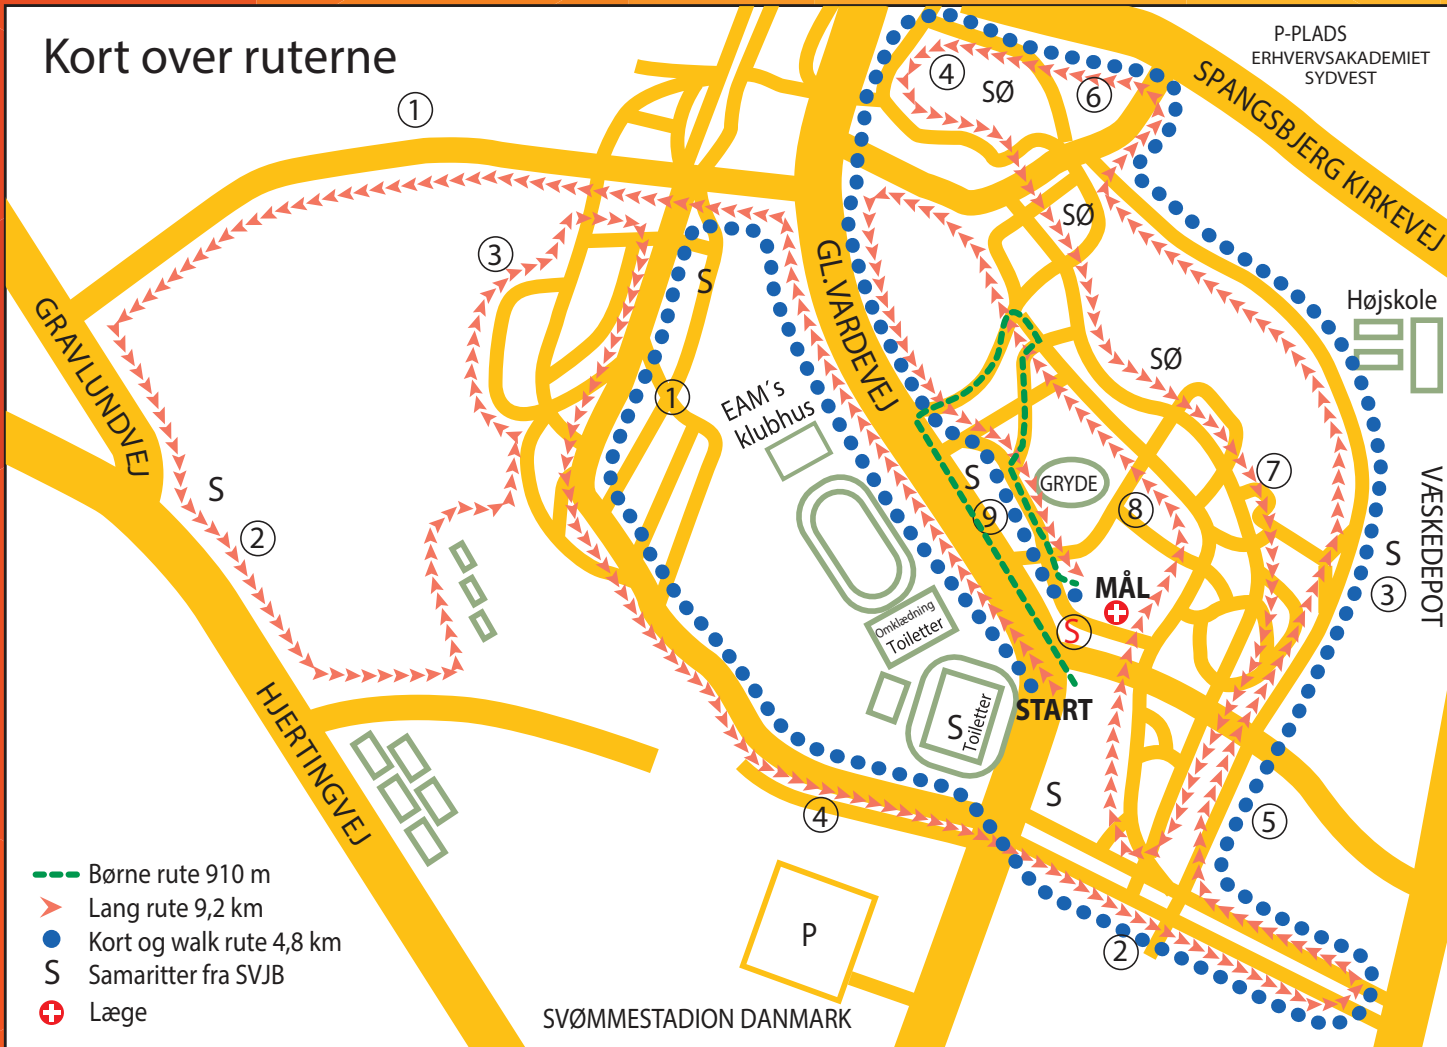 Kort over ruterne
P-PLADS
ERHVERVSAKADEMIET
SYDVEST
SPANGSBJERG KIRKEVEJ
1
4
SØ
6
SØ
3
S
GL. VARDEVEJ
Højskole
GRAVLUNDVEJ
SØ
1
EAM´s
klubhus
S
2
S
9
GRYDE
8
7
VÆSKEDEPOT
S
3
MÅL
S
Omklædning
Toiletter
START
S
Toiletter
HJERTINGVEJ
S
4
5
2
P
Børne rute 910 m
Lang rute 9,2 km
Kort og walk rute 4,8 km
S Samaritter fra SVJB
Læge
SVØMMESTADION DANMARK